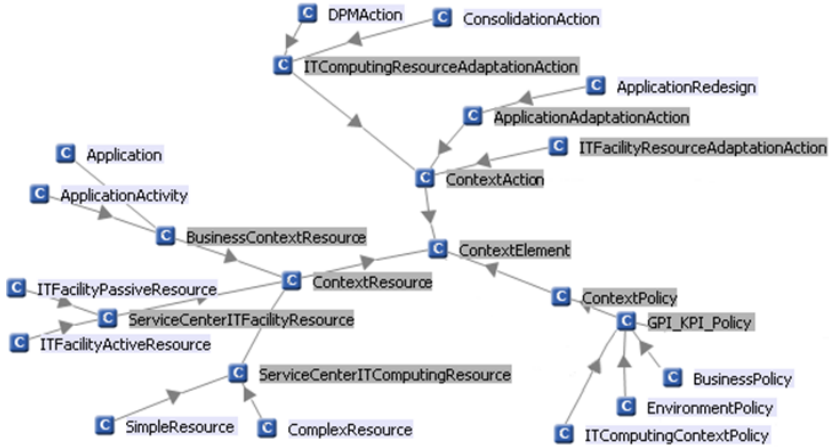 DPMAction
ConsolidationAction
ITComputingResourceAdaptationAction
ApplicationRedesign
ApplicationAdaptationAction
ITFacilityResourceAdaptationAction
Application
ContextAction
ApplicationActivity
BusinessContextResource
ContextElement
ContextResource
ITFacilityPassiveResource
ContextPolicy
ServiceCenterITFacilityResource
GPI_KPI_Policy
ITFacilityActiveResource
ServiceCenterITComputingResource
BusinessPolicy
EnvironmentPolicy
SimpleResource
ComplexResource
ITComputingContextPolicy